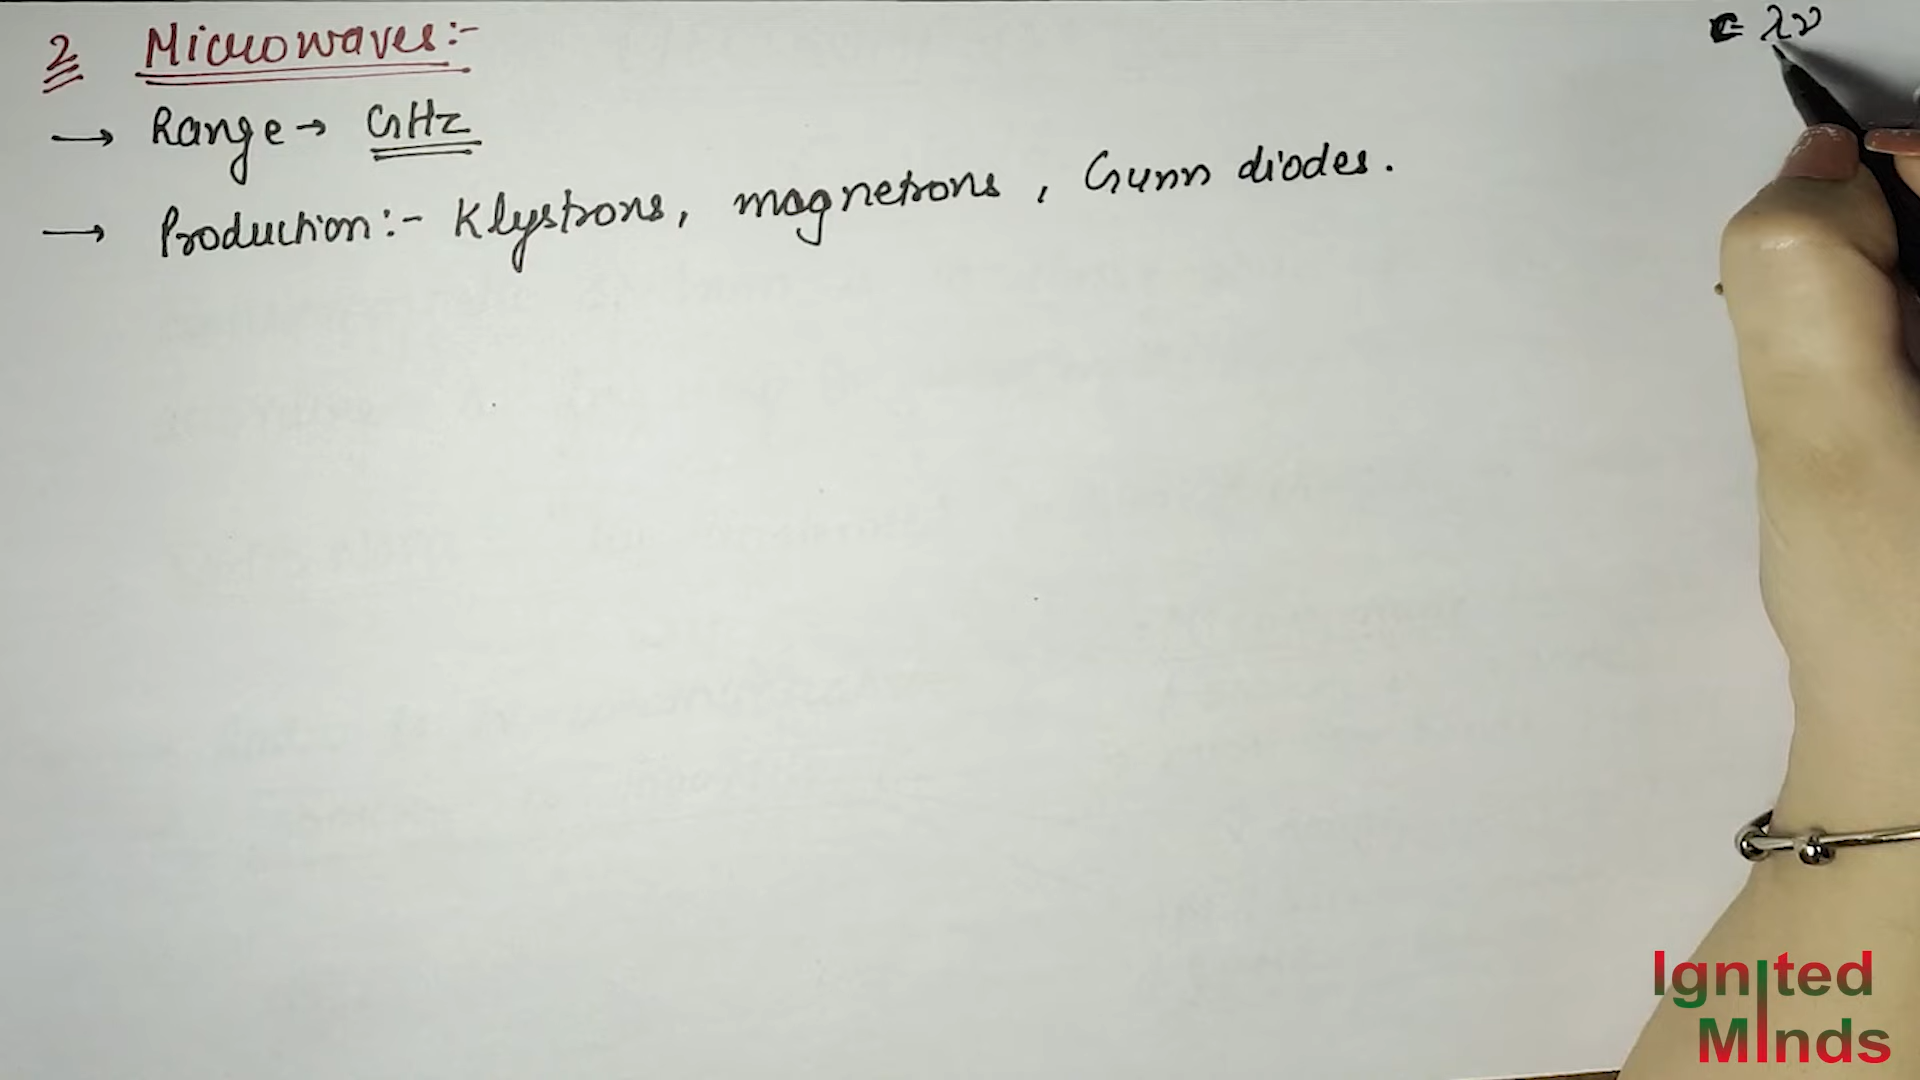 2 Microwaves:-
c = λν
→ Range → GHz
→ Production:- Klystrons, magnetrons, Gunn diodes.
Ignited
Minds